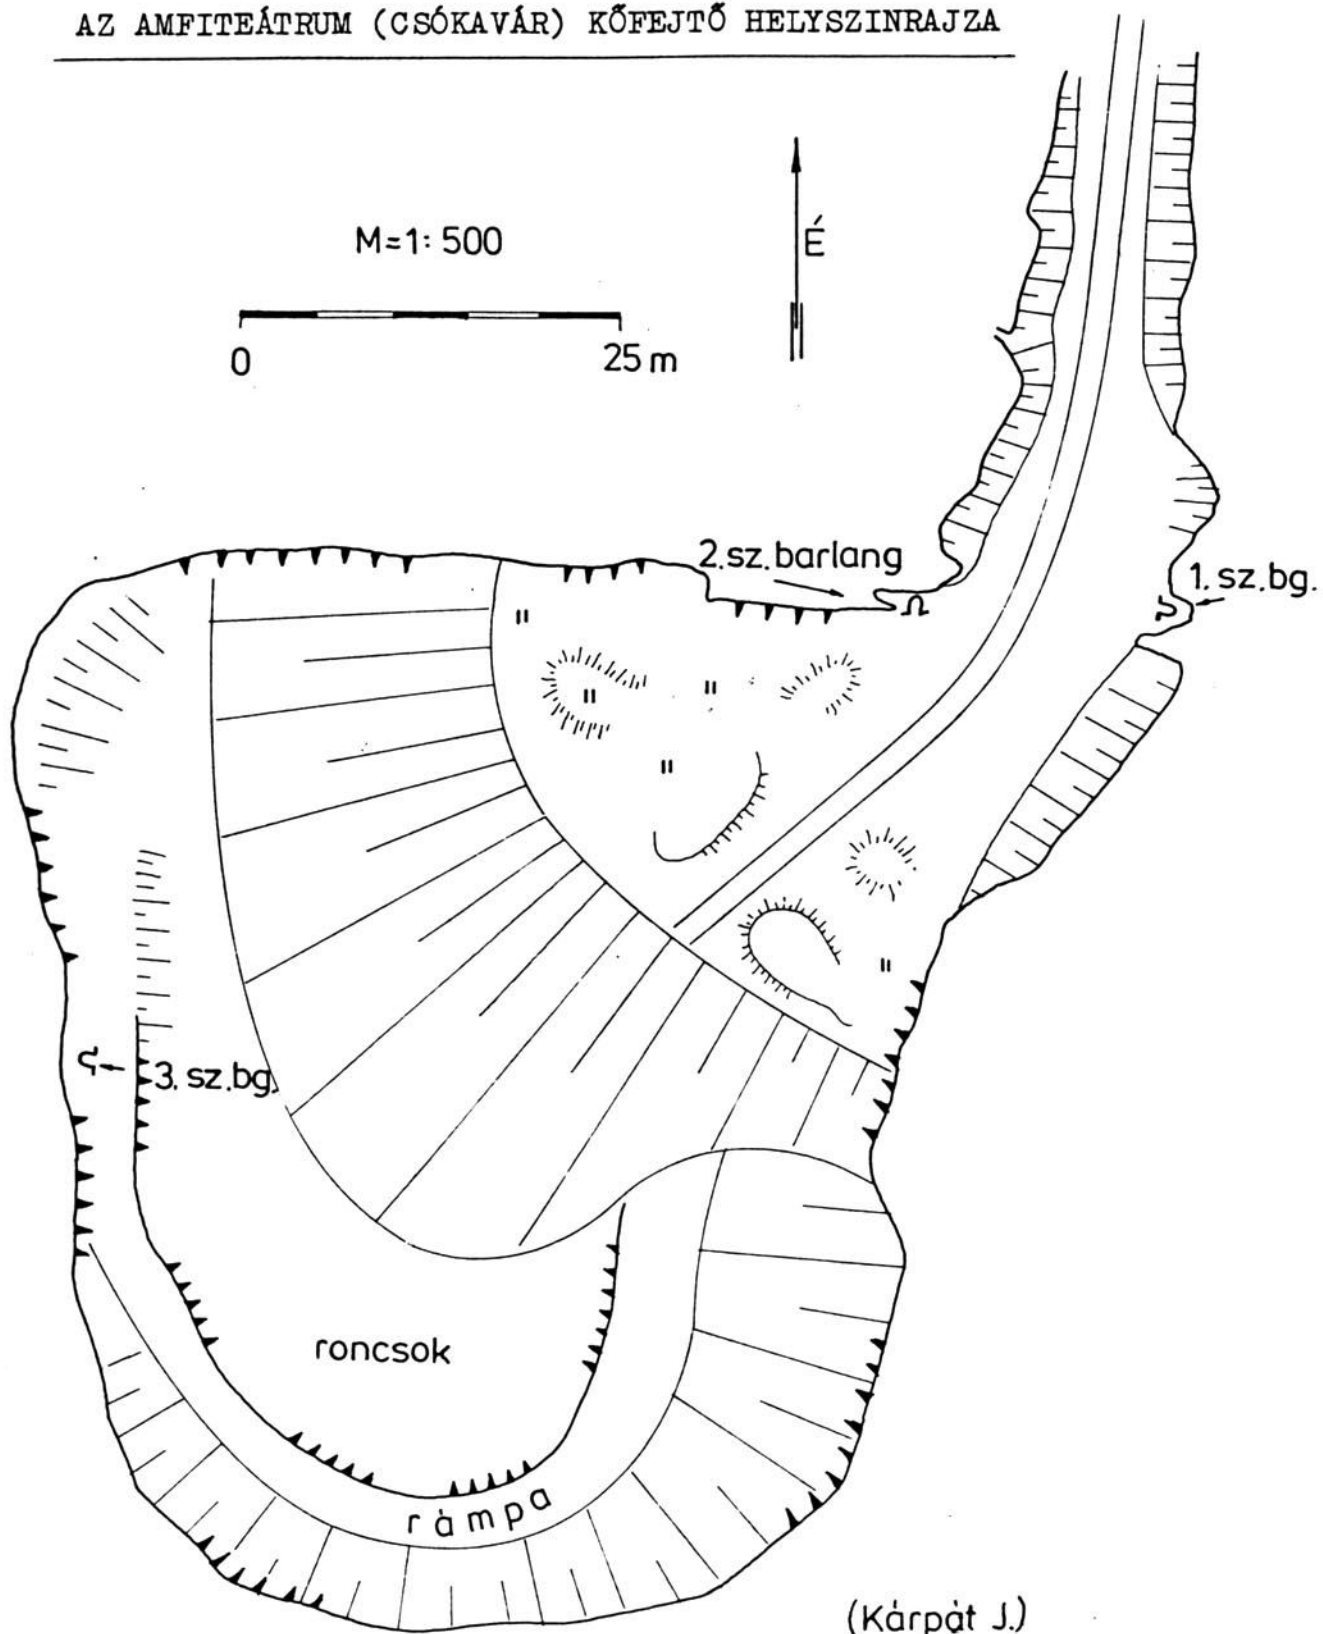 AZ AMFITEÁTRUM (CSÓKAVÁR) KŐFEJTŐ HELYSZINRAJZA
M=1:500
É
0 25 m
2.sz.barlang
1.sz.bg.
3.sz.bg.
roncsok
rámpa
(Kárpát J.)